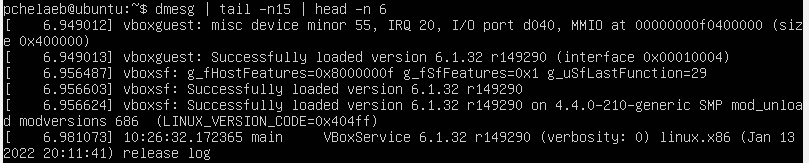 pchelaeb@ubuntu:~$ dmesg | tail -n15 | head -n 6
[    6.949012] vboxguest: misc device minor 55, IRQ 20, I/O port d040, MMIO at 00000000f0400000 (siz
e 0x400000)
[    6.949013] vboxguest: Successfully loaded version 6.1.32 r149290 (interface 0x00010004)
[    6.956487] vboxsf: g_fHostFeatures=0x8000000f g_fSfFeatures=0x1 g_uSfLastFunction=29
[    6.956603] vboxsf: Successfully loaded version 6.1.32 r149290
[    6.956624] vboxsf: Successfully loaded version 6.1.32 r149290 on 4.4.0-210-generic SMP mod_unloa
d modversions 686  (LINUX_VERSION_CODE=0x404ff)
[    6.981073] 10:26:32.172365 main     VBoxService 6.1.32 r149290 (verbosity: 0) linux.x86 (Jan 13
2022 20:11:41) release log